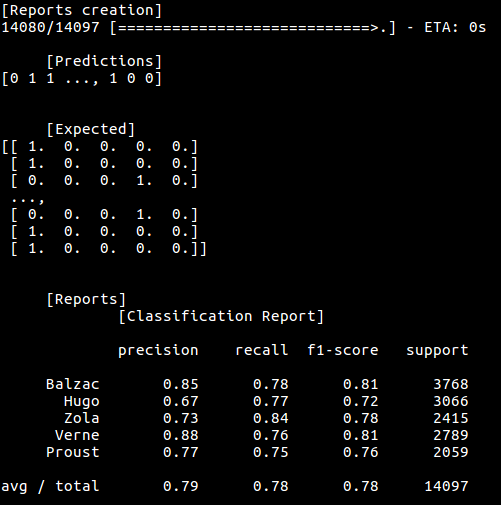 [Reports creation]
14080/14097 [============================>.] - ETA: 0s
[Predictions]
[0 1 1 ..., 1 0 0]
[Expected]
[[ 1.  0.  0.  0.  0.]
 [ 1.  0.  0.  0.  0.]
 [ 0.  0.  0.  1.  0.]
 ...,
 [ 0.  0.  0.  1.  0.]
 [ 1.  0.  0.  0.  0.]
 [ 1.  0.  0.  0.  0.]]
[Reports]
[Classification Report]
precision    recall  f1-score   support
Balzac       0.85      0.78      0.81      3768
Hugo       0.67      0.77      0.72      3066
Zola       0.73      0.84      0.78      2415
Verne       0.88      0.76      0.81      2789
Proust       0.77      0.75      0.76      2059
avg / total       0.79      0.78      0.78     14097